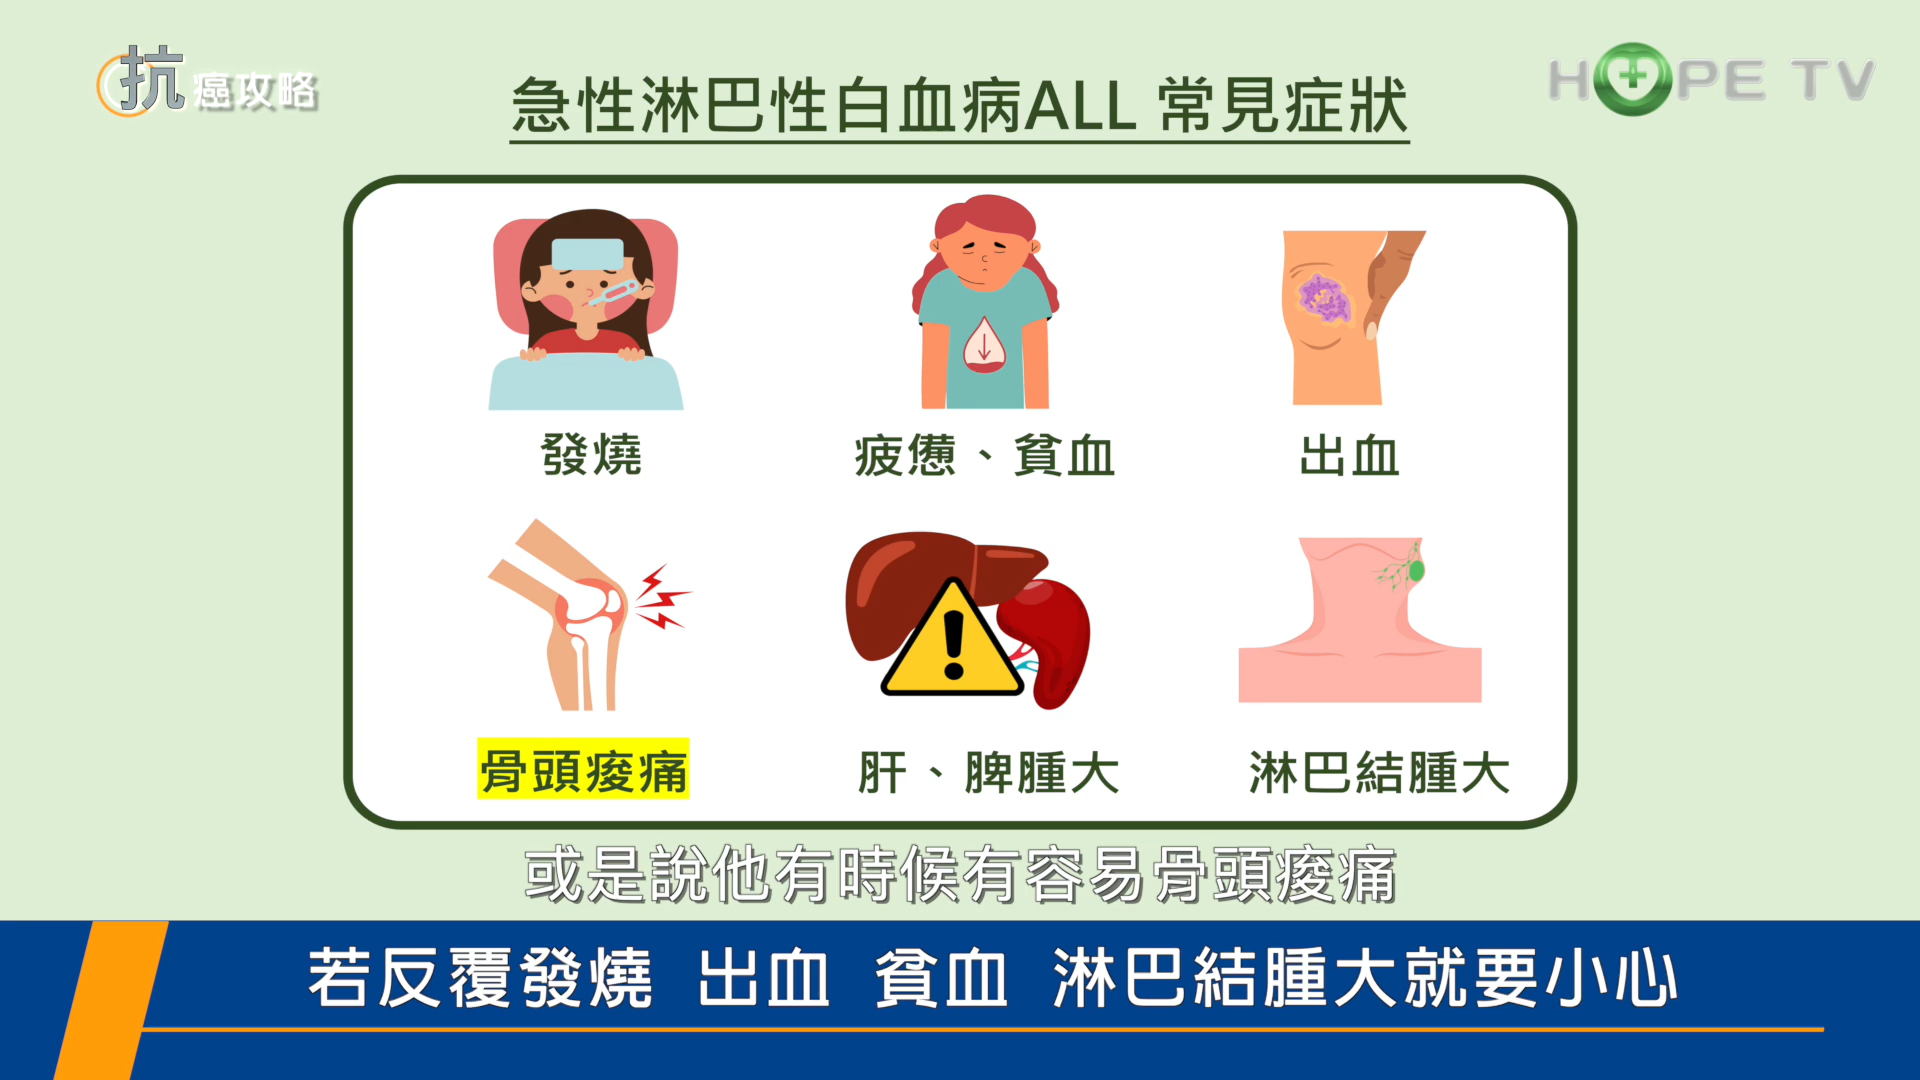 抗癌攻略
HOPE TV
急性淋巴性白血病ALL 常見症狀
發燒
疲憊、貧血
出血
骨頭痠痛
肝、脾腫大
淋巴結腫大
或是說他有時候有容易骨頭痠痛
若反覆發燒 出血 貧血 淋巴結腫大就要小心